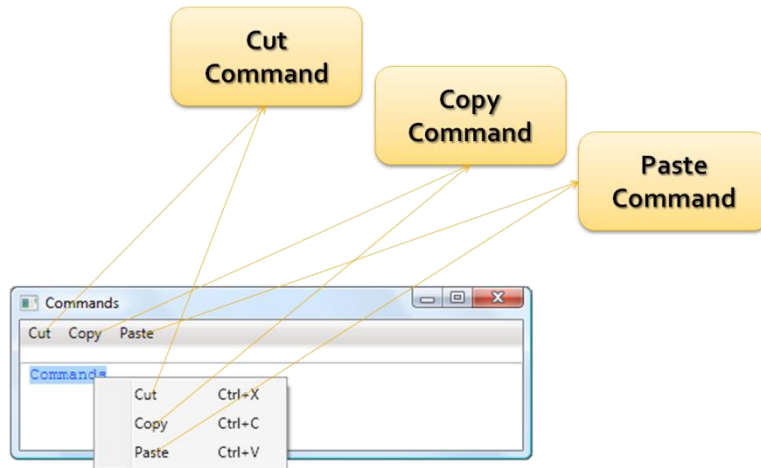 Cut
Command
Copy
Command
Paste
Command
Commands
Cut Copy Paste
Commands
Cut Ctrl+X
Copy Ctrl+C
Paste Ctrl+V